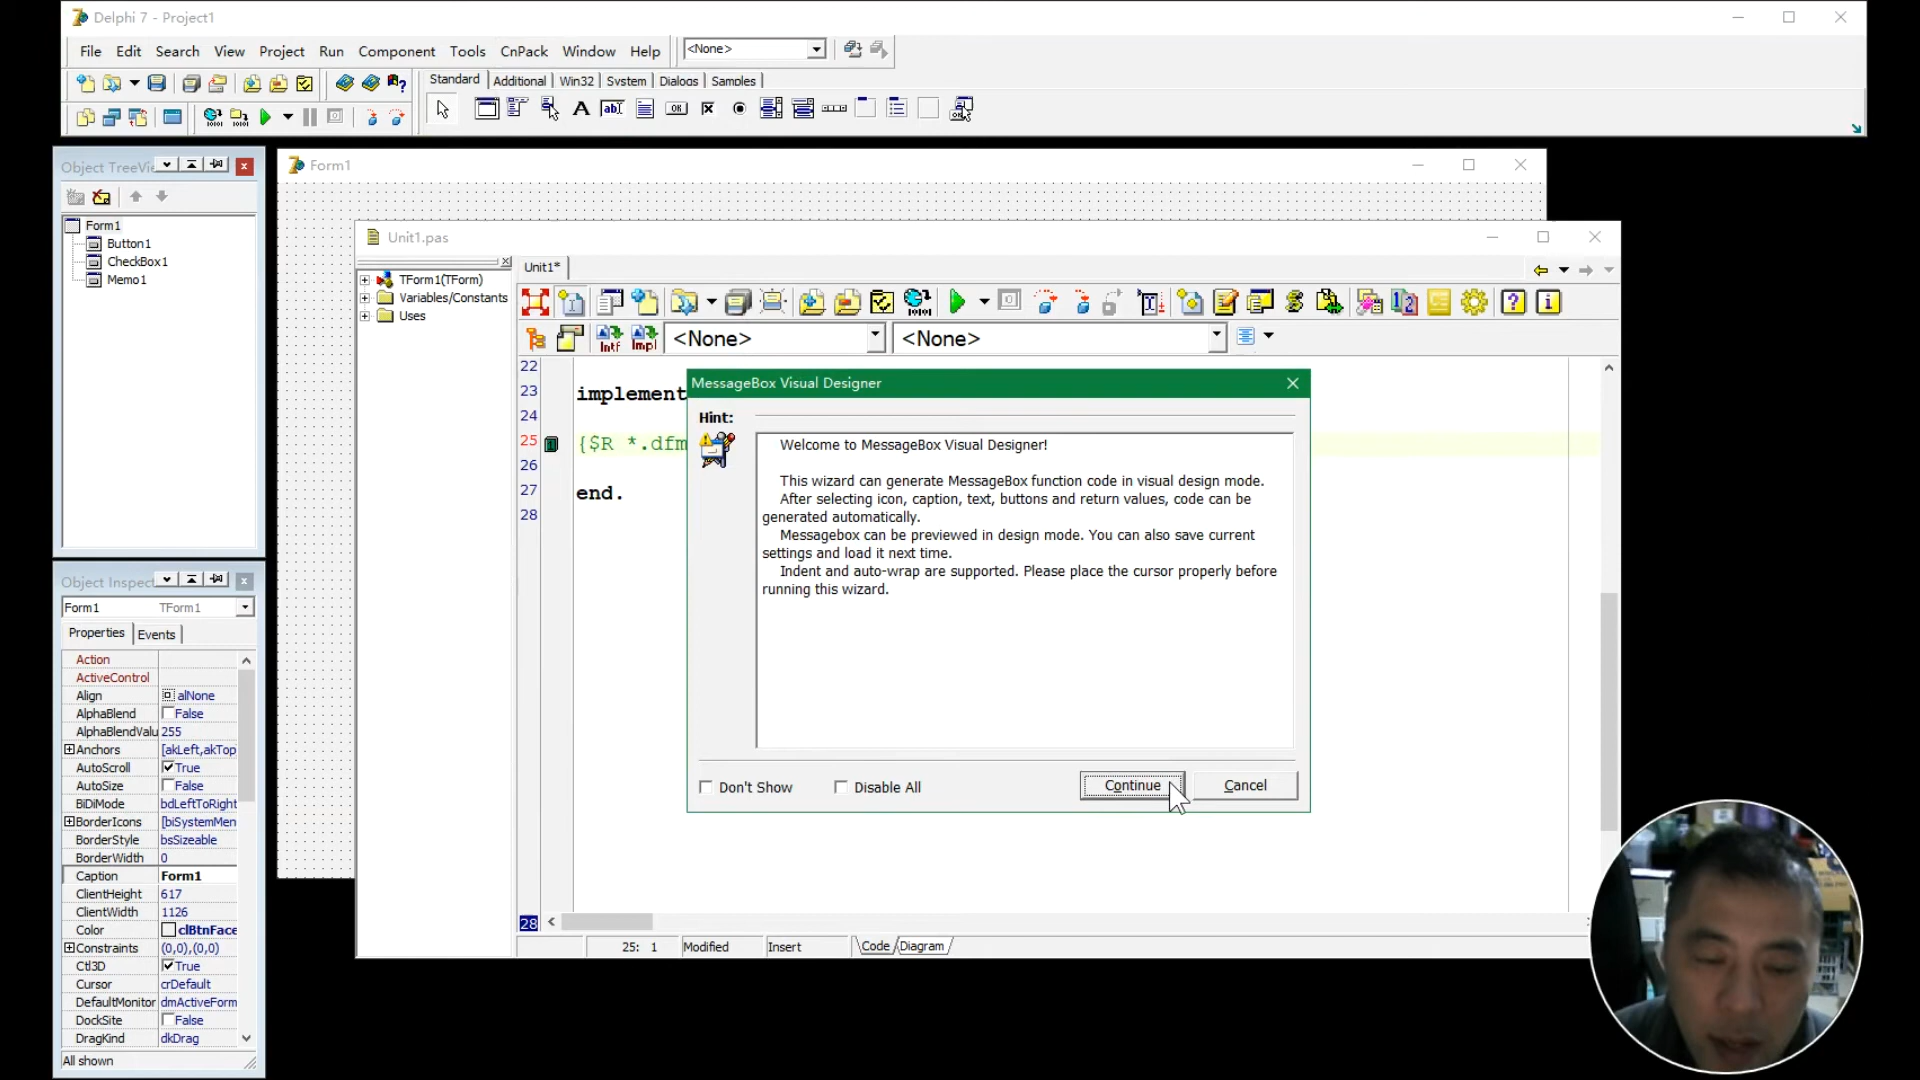 Delphi 7 - Project1
File Edit Search View Project Run Component Tools CnPack Window Help <None>
Standard Additional Win32 System Dialogs Samples
Object TreeVie
Form1
Button1
CheckBox1
Memo1
Form1
Unit1.pas
TForm1(TForm)
Variables/Constants
Uses
Unit1*
Intf Impl <None> <None>
22
23 implement
24
25 {$R *.dfm
26
27 end.
28
MessageBox Visual Designer
Hint:
Welcome to MessageBox Visual Designer!
This wizard can generate MessageBox function code in visual design mode.
After selecting icon, caption, text, buttons and return values, code can be
generated automatically.
Messagebox can be previewed in design mode. You can also save current
settings and load it next time.
Indent and auto-wrap are supported. Please place the cursor properly before
running this wizard.
Don't Show Disable All Continue Cancel
28
25: 1 Modified Insert Code Diagram
Object Inspect
Form1 TForm1
Properties Events
Action
ActiveControl
Align alNone
AlphaBlend False
AlphaBlendValu 255
Anchors [akLeft,akTop
AutoScroll True
AutoSize False
BiDiMode bdLeftToRight
BorderIcons [biSystemMen
BorderStyle bsSizeable
BorderWidth 0
Caption Form1
ClientHeight 617
ClientWidth 1126
Color clBtnFace
Constraints (0,0),(0,0)
Ctl3D True
Cursor crDefault
DefaultMonitor dmActiveForm
DockSite False
DragKind dkDrag
All shown